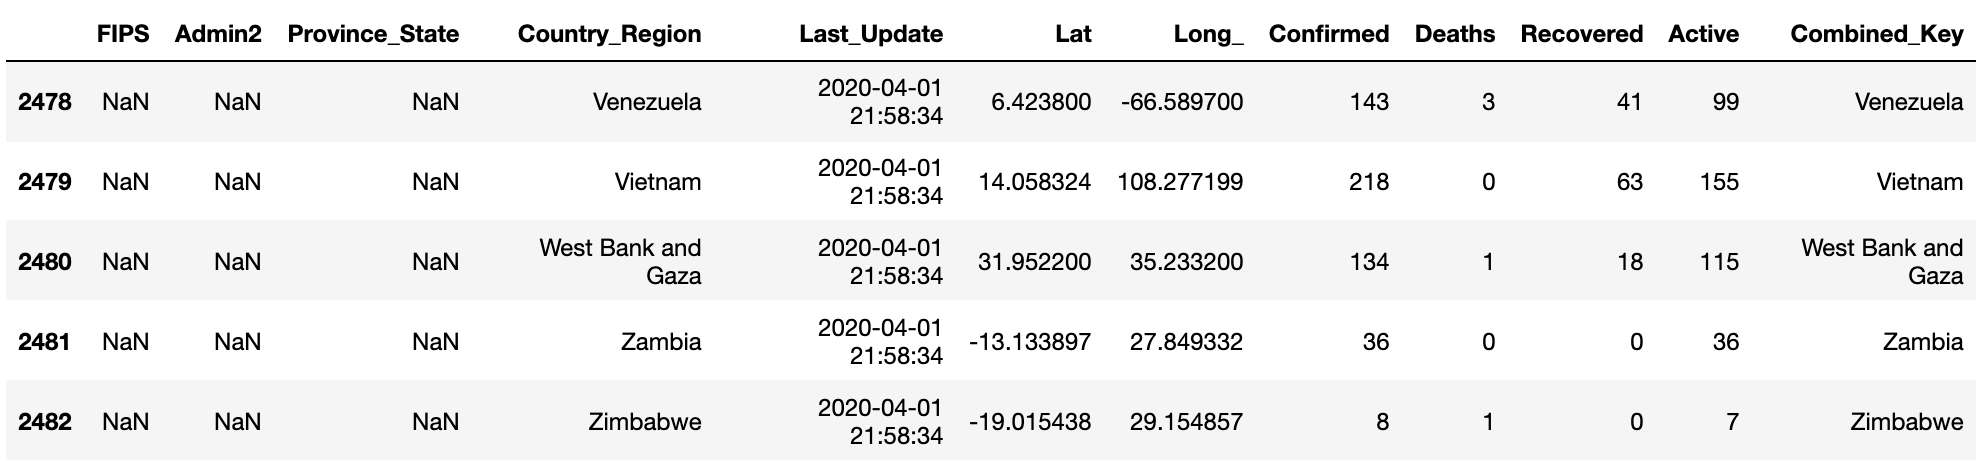 FIPS Admin2 Province_State Country_Region Last_Update Lat Long_ Confirmed Deaths Recovered Active Combined_Key
2478 NaN NaN NaN Venezuela 2020-04-01 6.423800 -66.589700 143 3 41 99 Venezuela
21:58:34
2479 NaN NaN NaN Vietnam 2020-04-01 14.058324 108.277199 218 0 63 155 Vietnam
21:58:34
2480 NaN NaN NaN West Bank and 2020-04-01 31.952200 35.233200 134 1 18 115 West Bank and
Gaza 21:58:34 Gaza
2481 NaN NaN NaN Zambia 2020-04-01 -13.133897 27.849332 36 0 0 36 Zambia
21:58:34
2482 NaN NaN NaN Zimbabwe 2020-04-01 -19.015438 29.154857 8 1 0 7 Zimbabwe
21:58:34